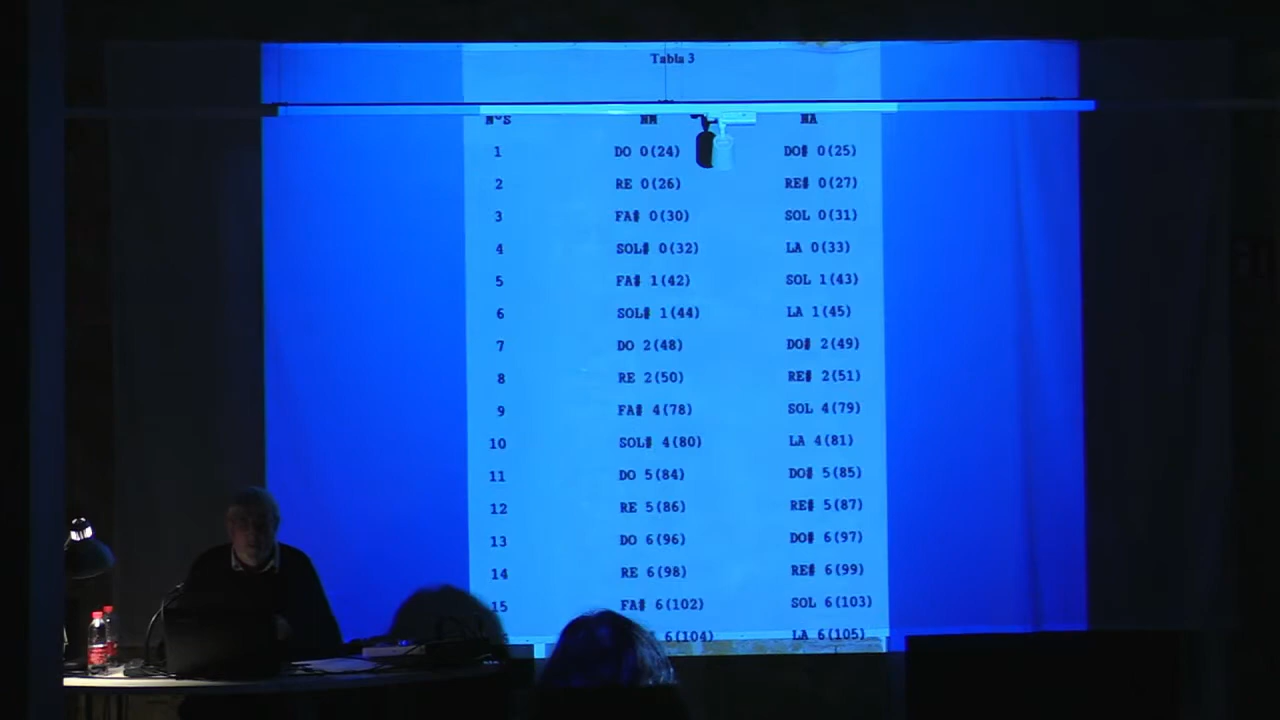 Tabla 3
NºS NM NA
1 DO 0(24) DO# 0(25)
2 RE 0(26) RE# 0(27)
3 FA# 0(30) SOL 0(31)
4 SOL# 0(32) LA 0(33)
5 FA# 1(42) SOL 1(43)
6 SOL# 1(44) LA 1(45)
7 DO 2(48) DO# 2(49)
8 RE 2(50) RE# 2(51)
9 FA# 4(78) SOL 4(79)
10 SOL# 4(80) LA 4(81)
11 DO 5(84) DO# 5(85)
12 RE 5(86) RE# 5(87)
13 DO 6(96) DO# 6(97)
14 RE 6(98) RE# 6(99)
15 FA# 6(102) SOL 6(103)
6(104) LA 6(105)